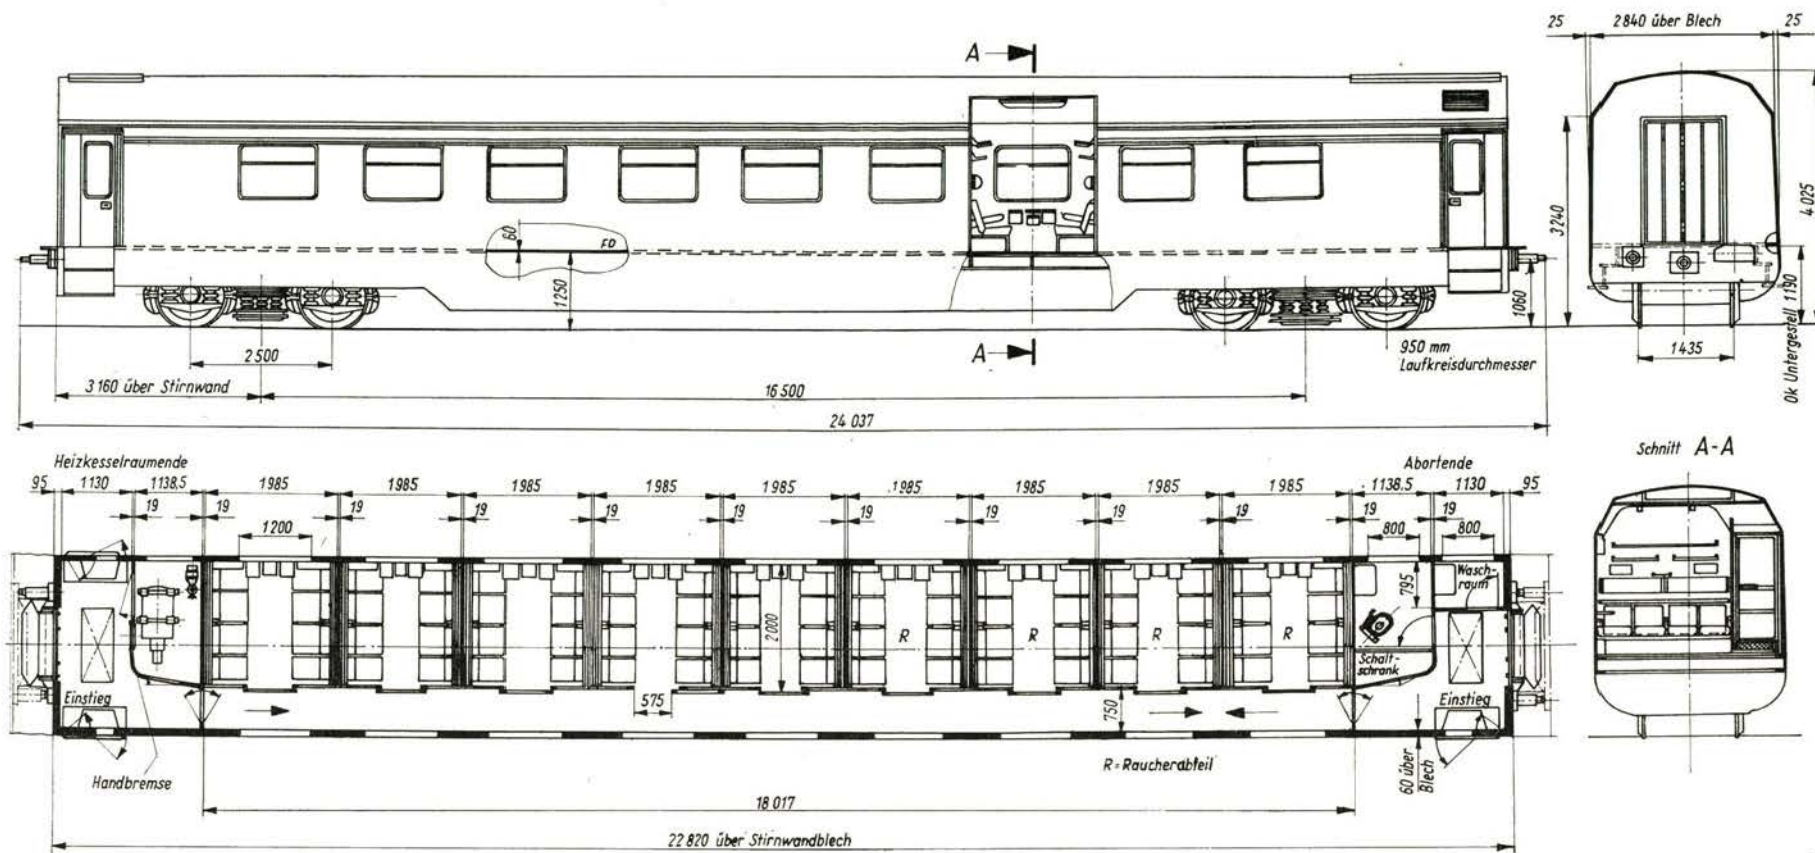 25
2840 über Blech
25
A
3240
4025
60
FO
1250
1060
Ok Untergestell 1190
2500
A
950 mm
Laufkreisdurchmesser
1435
3160 über Stirnwand
16500
24037
Heizkesselraumende
Abortende
Schnitt A-A
95
1130
1138,5
1985
1985
1985
1985
1985
1985
1985
1985
1985
1138,5
1130
95
19
19
19
19
19
19
19
19
19
19
19
19
1200
800
800
795
Wasch-
raum
2000
R
R
R
R
Schalt-
schrank
Einstieg
575
750
Einstieg
Handbremse
R = Raucherabteil
60 über
Blech
18017
22820 über Stirnwandblech